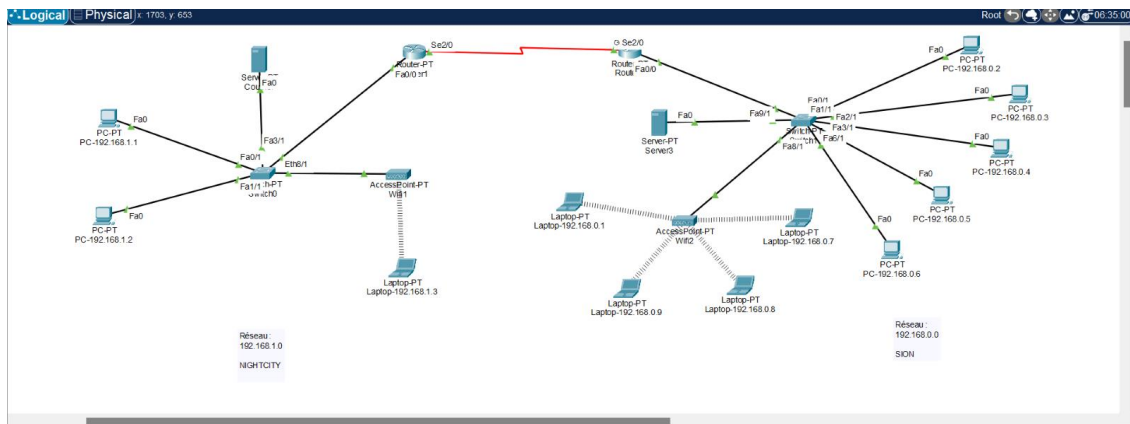 Logical Physical x: 1703, y: 653
Root 06:35:00
Se2/0
Router-PT
Fa0/0
Se2/0
Fa0/0
Fa0
Fa3/1
PC-PT
PC-192.168.1.1
Fa0
Fa0/1
Eth8/1
Fa1/1
PC-PT
PC-192.168.1.2
Fa0
AccessPoint-PT
Wifi1
Laptop-PT
Laptop-192.168.1.3
Réseau :
192.168.1.0
NIGHTCITY
Server-PT
Server3
Fa0
Fa9/1
Fa0/1
Fa1/1
Fa2/1
Fa3/1
Fa6/1
Fa8/1
PC-PT
PC-192.168.0.2
Fa0
PC-PT
PC-192.168.0.3
Fa0
PC-PT
PC-192.168.0.4
Fa0
PC-PT
PC-192.168.0.5
Fa0
PC-PT
PC-192.168.0.6
Fa0
Laptop-PT
Laptop-192.168.0.1
AccessPoint-PT
Wifi2
Laptop-PT
Laptop-192.168.0.7
Laptop-PT
Laptop-192.168.0.9
Laptop-PT
Laptop-192.168.0.8
Réseau :
192.168.0.0
SION